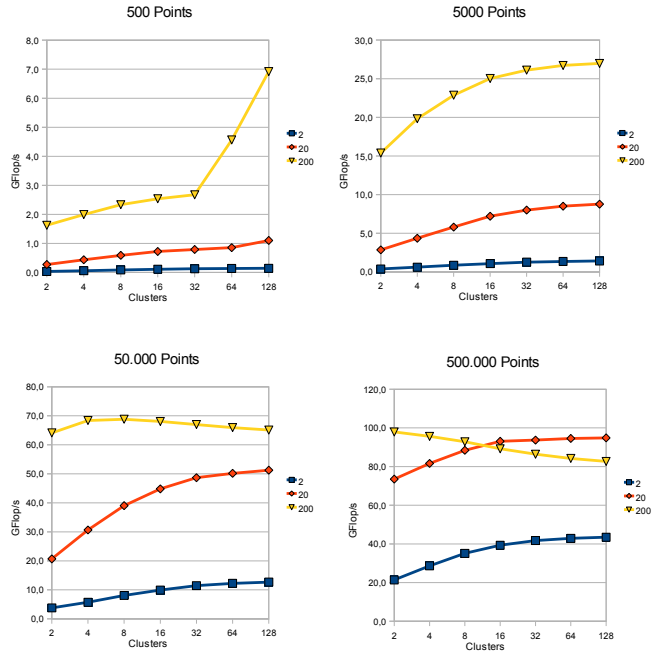 500 Points
8,0
7,0
6,0
5,0
4,0
3,0
2,0
1,0
0,0
GFlop/s
2 4 8 16 32 64 128
Clusters
2
20
200
5000 Points
30,0
25,0
20,0
15,0
10,0
5,0
0,0
GFlop/s
2 4 8 16 32 64 128
Clusters
2
20
200
50.000 Points
80,0
70,0
60,0
50,0
40,0
30,0
20,0
10,0
0,0
GFlop/s
2 4 8 16 32 64 128
Clusters
2
20
200
500.000 Points
120,0
100,0
80,0
60,0
40,0
20,0
0,0
GFlop/s
2 4 8 16 32 64 128
Clusters
2
20
200